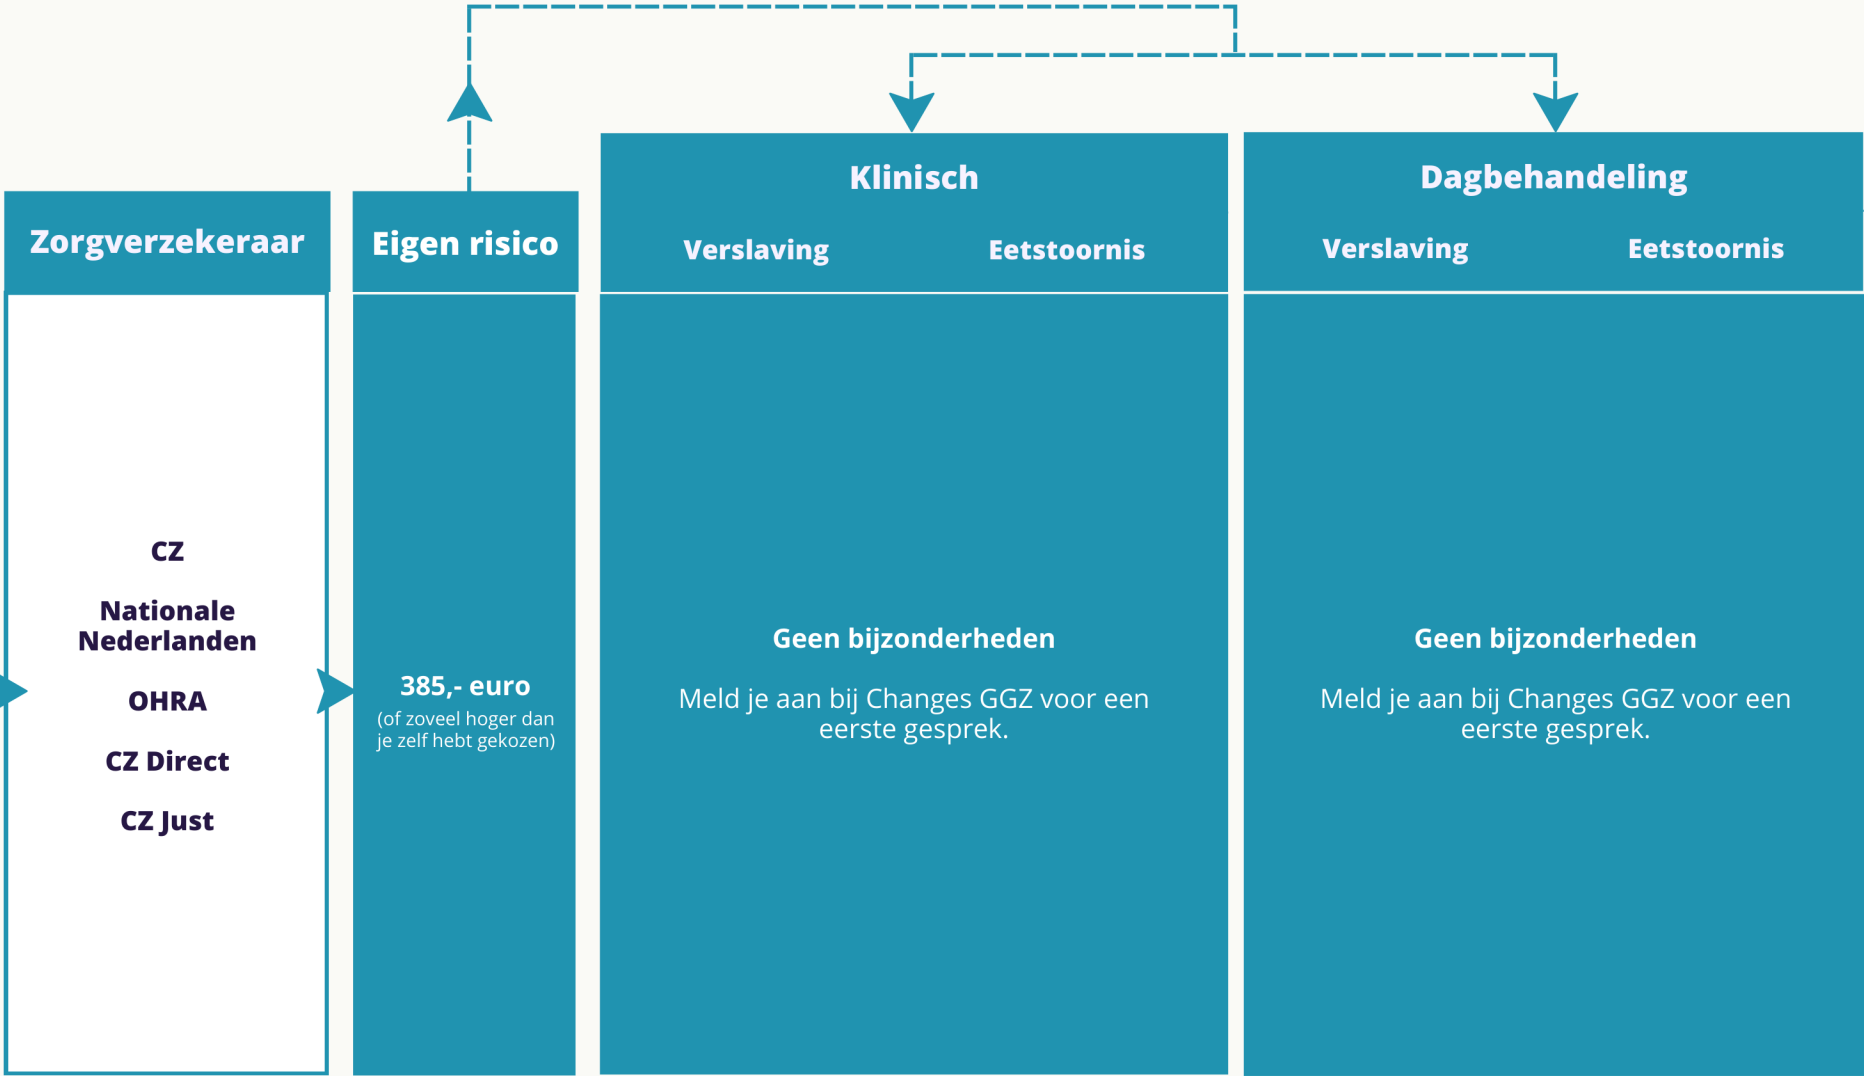 Zorgverzekeraar
CZ
Nationale
Nederlanden
OHRA
CZ Direct
CZ Just
Eigen risico
385,- euro
(of zoveel hoger dan
je zelf hebt gekozen)
Klinisch
Verslaving Eetstoornis
Geen bijzonderheden
Meld je aan bij Changes GGZ voor een
eerste gesprek.
Dagbehandeling
Verslaving Eetstoornis
Geen bijzonderheden
Meld je aan bij Changes GGZ voor een
eerste gesprek.